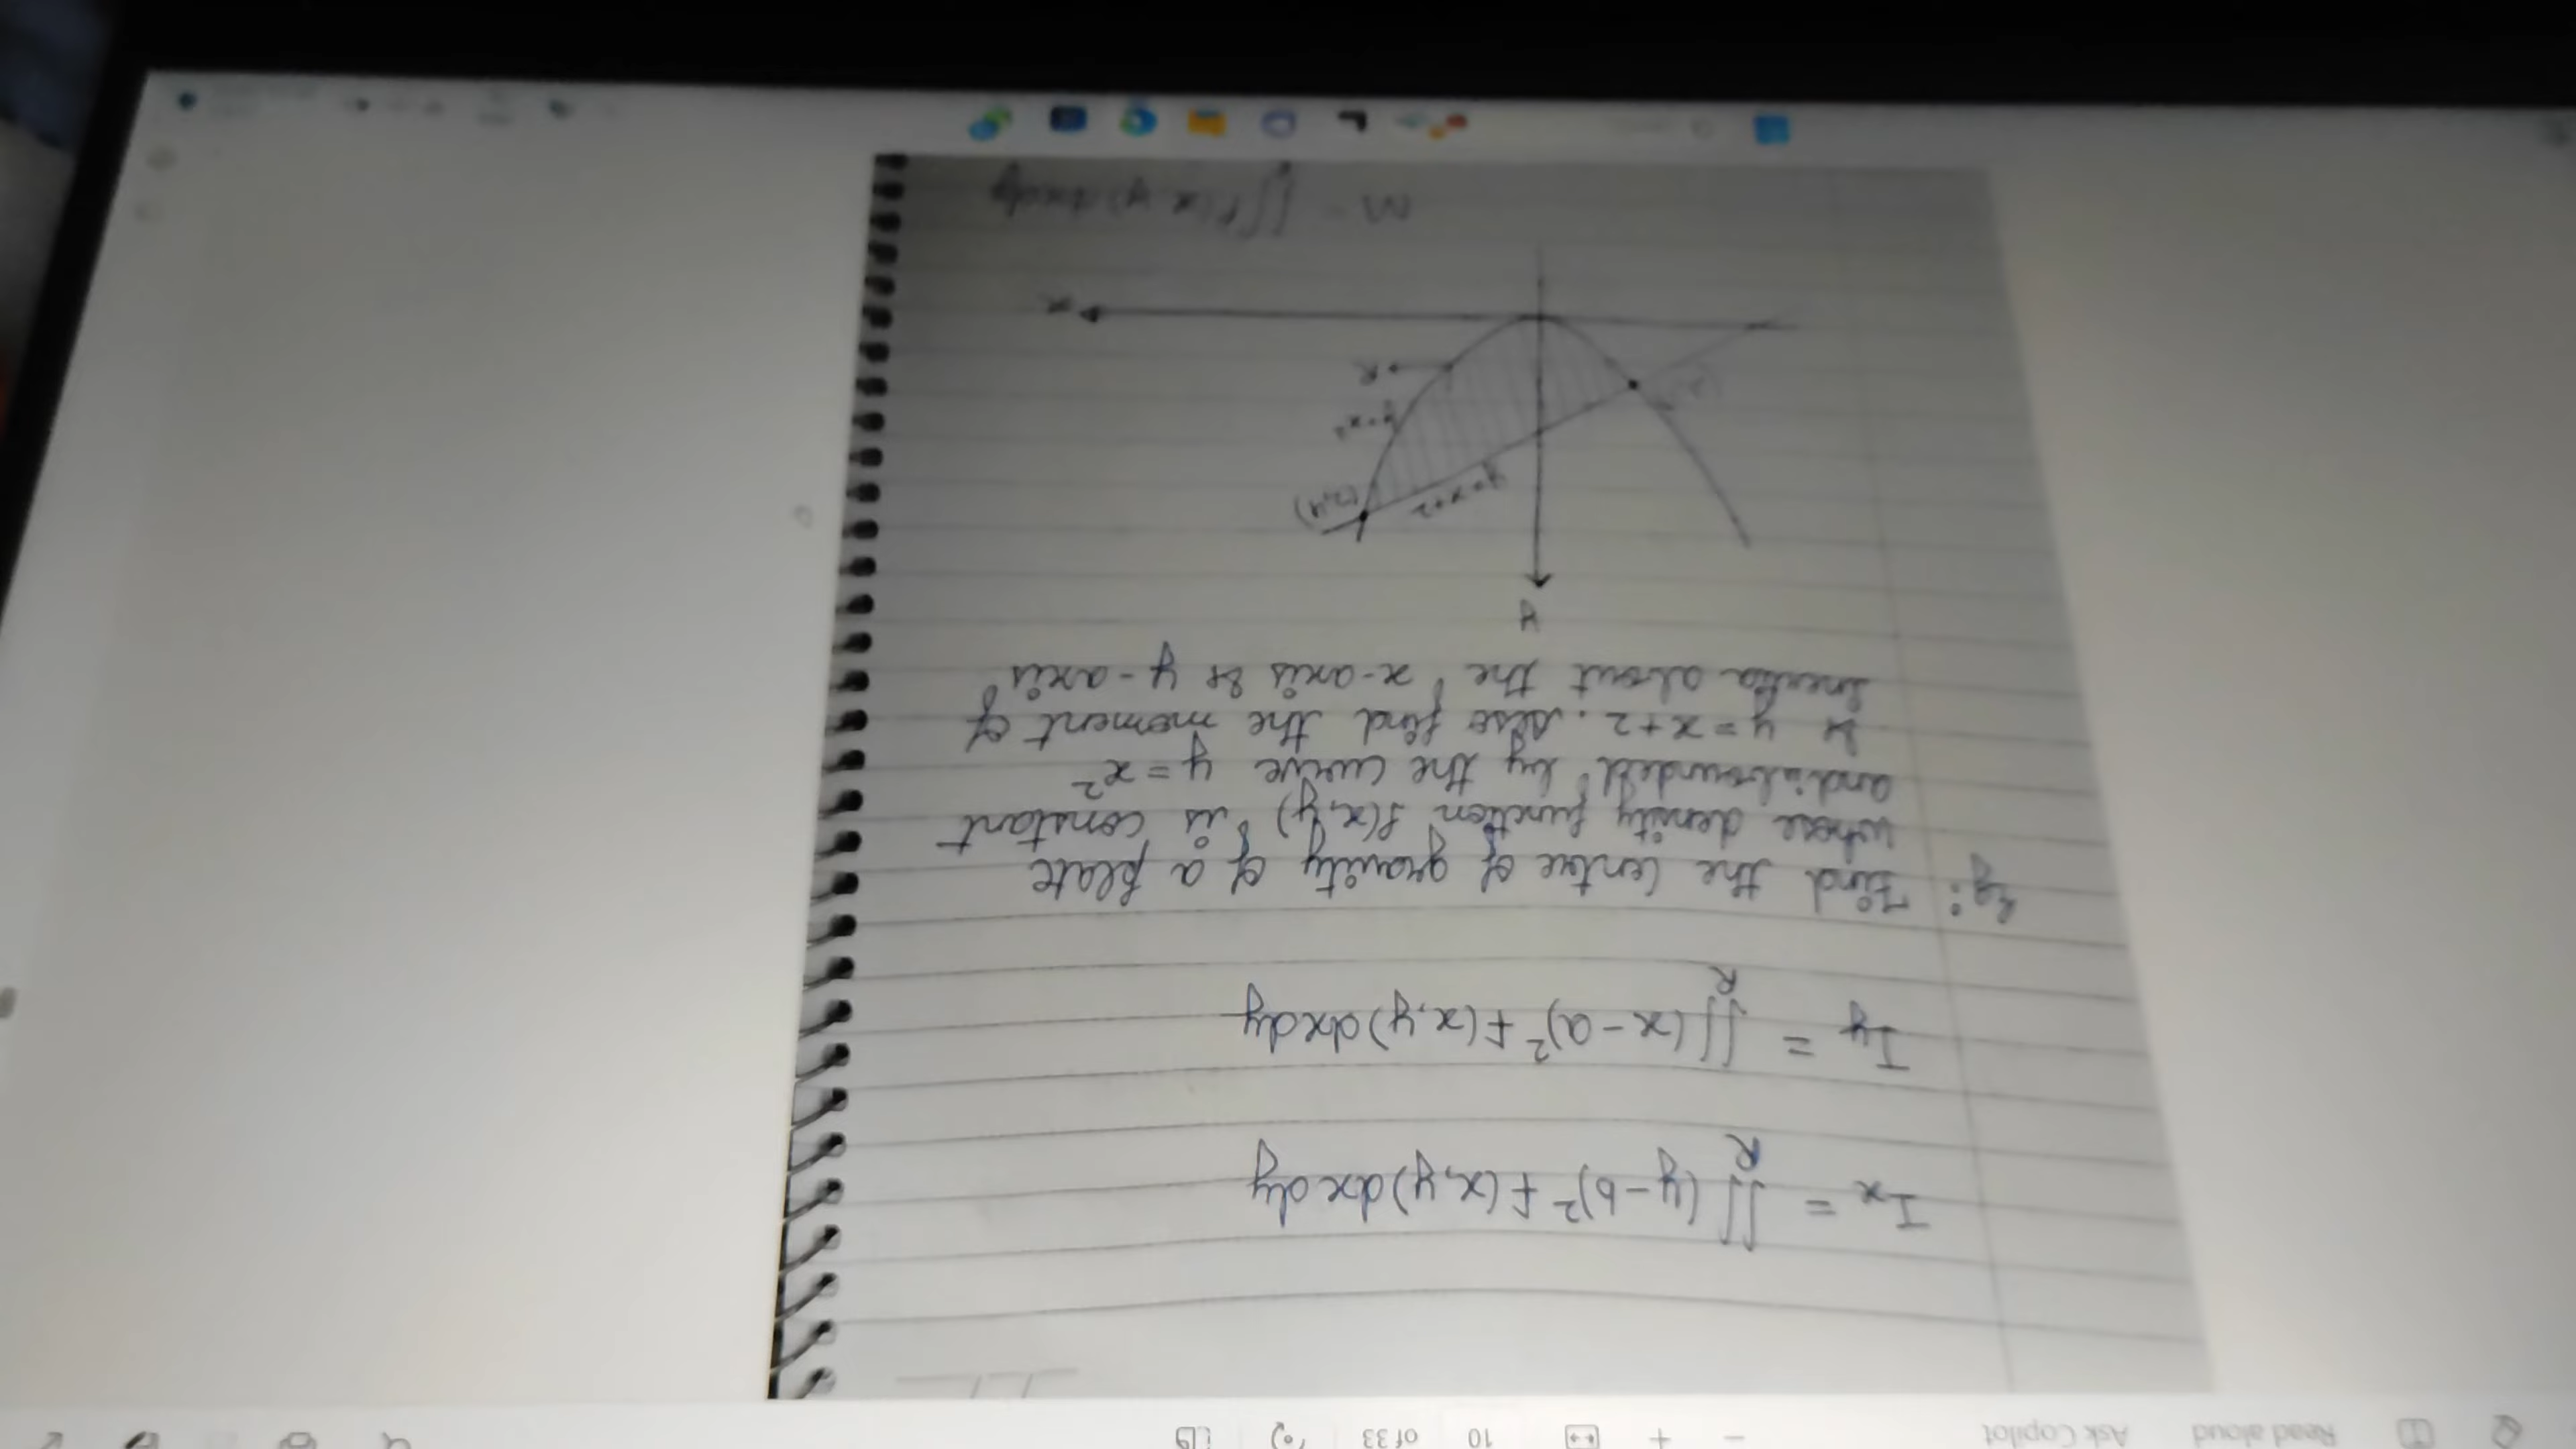 Read aloud
Ask Copilot
- + 10 of 33
Ix = ∬ (y-b)² f(x,y) dx dy
R
Iy = ∬ (x-a)² f(x,y) dx dy
R
Eg: Find the centre of gravity of a plate
whose density function f(x,y) is constant
and is bounded by the curve y = x²
& y = x+2. Also find the moment of
Inertia about the x-axis & y-axis
y
y=x+2
(2,4)
y=x²
R
x
M = ∬ f(x,y) dx dy